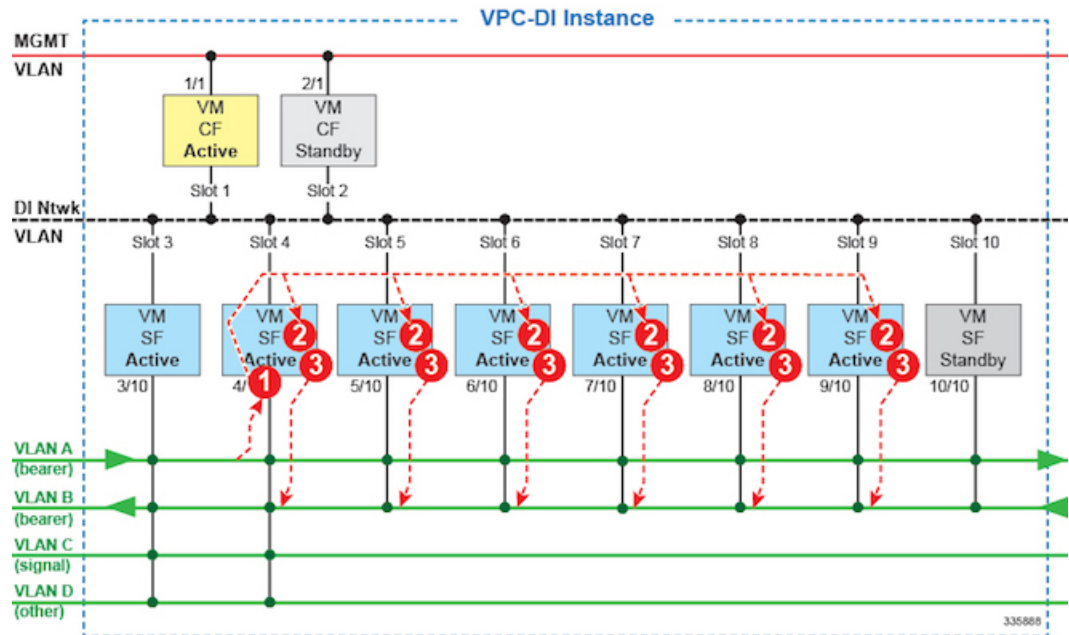 VPC-DI Instance
MGMT
VLAN
1/1
2/1
VM
CF
Active
VM
CF
Standby
Slot 1
Slot 2
DI Ntwk
VLAN
Slot 3
Slot 4
Slot 5
Slot 6
Slot 7
Slot 8
Slot 9
Slot 10
VM
SF
Active
VM
SF
Active
VM
SF
Active
VM
SF
Active
VM
SF
Active
VM
SF
Active
VM
SF
Active
VM
SF
Standby
2
2
2
2
2
2
3
3
3
3
3
3
1
3/10
4/
5/10
6/10
7/10
8/10
9/10
10/10
VLAN A
(bearer)
VLAN B
(bearer)
VLAN C
(signal)
VLAN D
(other)
335888